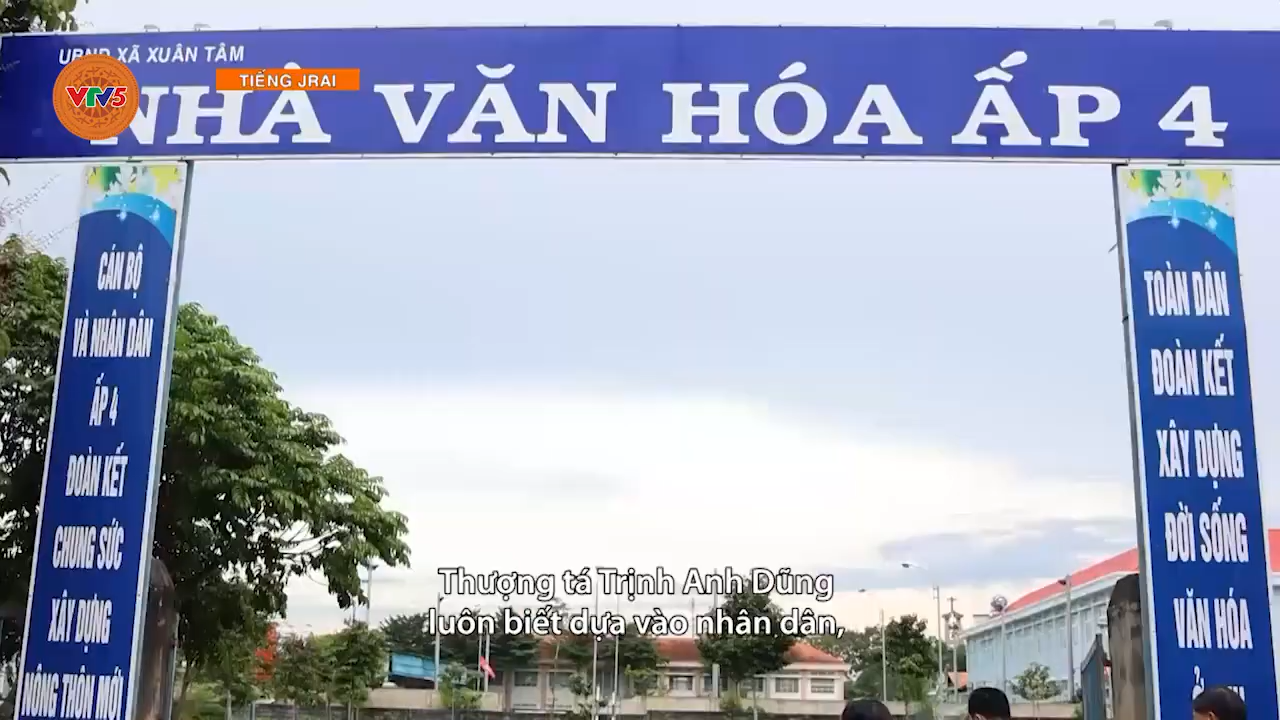 UBND XÃ XUÂN TÂM
VTV5
TIẾNG JRAI
NHÀ VĂN HÓA ẤP 4
CÁN BỘ
VÀ NHÂN DÂN
ẤP 4
ĐOÀN KẾT
CHUNG SỨC
XÂY DỰNG
NÔNG THÔN MỚI
TOÀN DÂN
ĐOÀN KẾT
XÂY DỰNG
ĐỜI SỐNG
VĂN HÓA
Thượng tá Trịnh Anh Dũng
luôn biết dựa vào nhân dân,